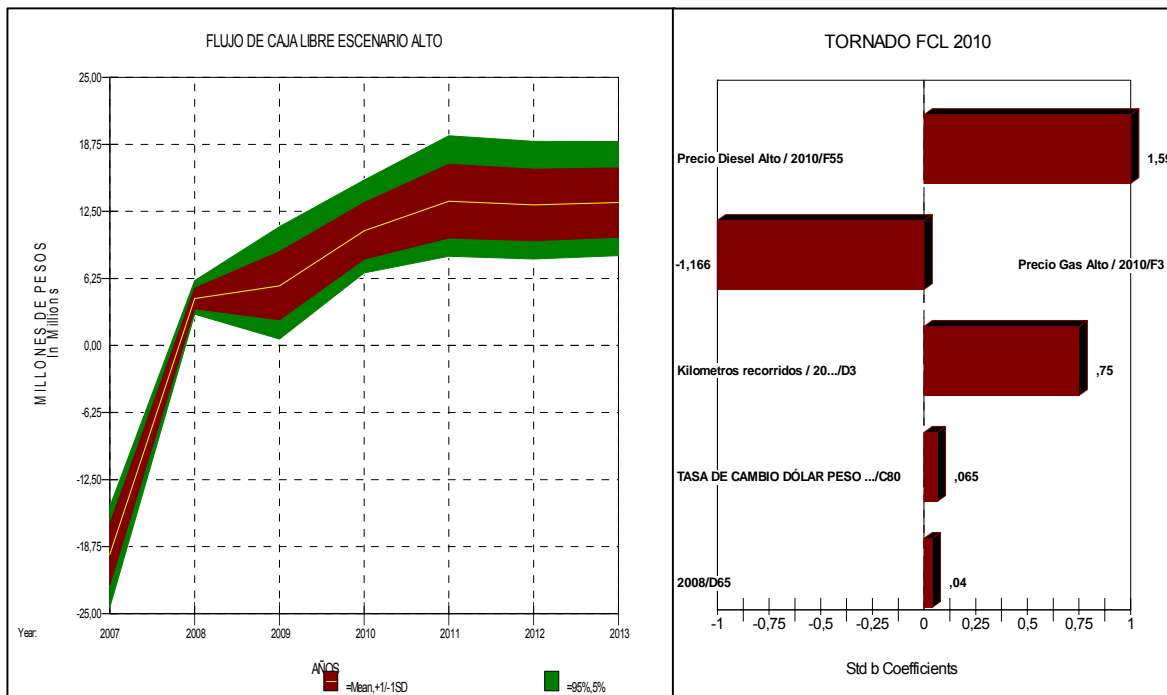 FLUJO DE CAJA LIBRE ESCENARIO ALTO
MILLONES DE PESOS
In Millions
25,00
18,75
12,50
6,25
0,00
-6,25
-12,50
-18,75
-25,00
Year:
2007 2008 2009 2010 2011 2012 2013
AÑOS
=Mean,+1/-1SD =95%,5%
TORNADO FCL 2010
Precio Diesel Alto / 2010/F55 1,59
-1,166 Precio Gas Alto / 2010/F3
Kilometros recorridos / 20.../D3 ,75
TASA DE CAMBIO DÓLAR PESO .../C80 ,065
2008/D65 ,04
-1 -0,75 -0,5 -0,25 0 0,25 0,5 0,75 1
Std b Coefficients